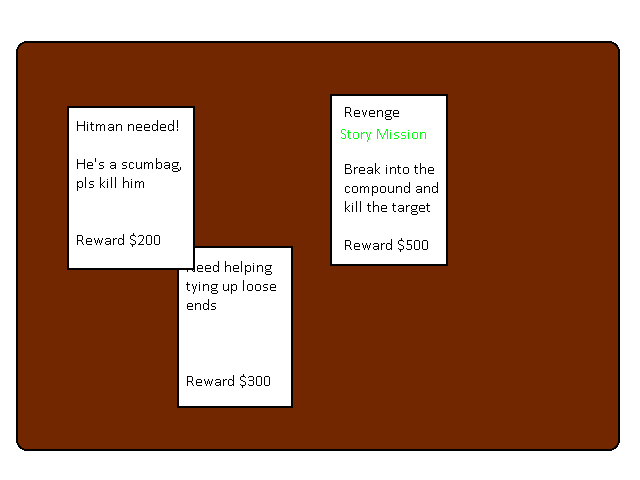 Hitman needed!
He's a scumbag,
pls kill him
Reward $200
Need helping
tying up loose
ends
Reward $300
Revenge
Story Mission
Break into the
compound and
kill the target
Reward $500